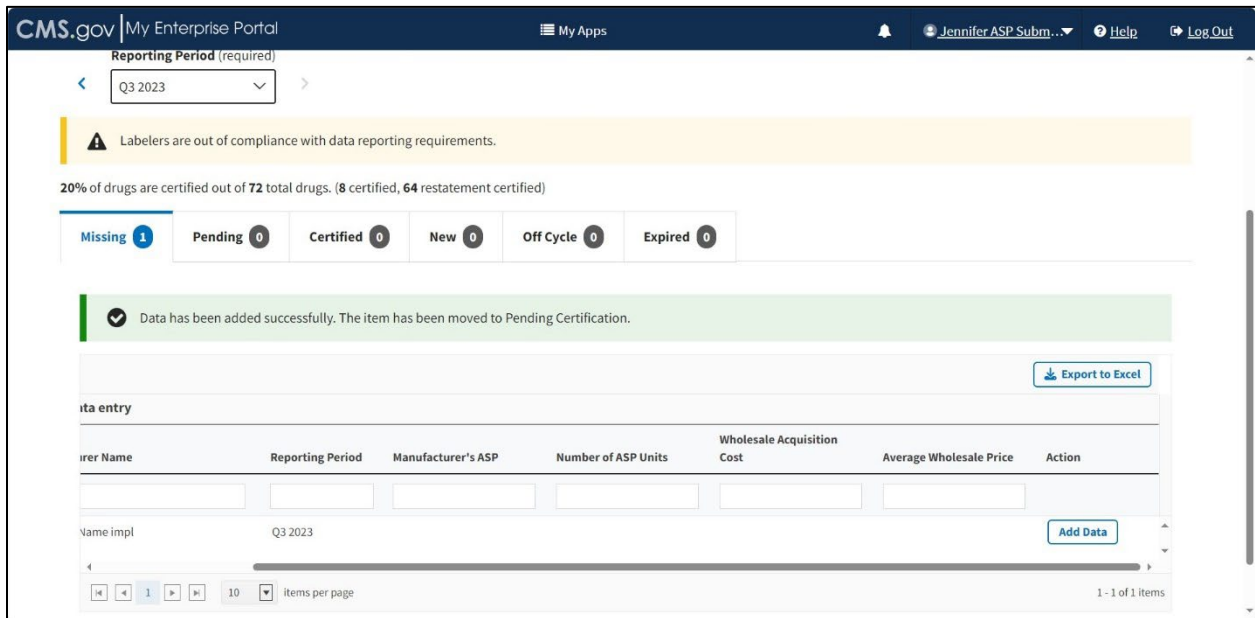 CMS.gov My Enterprise Portal My Apps Jennifer ASP Subm... Help Log Out
Reporting Period (required)
Q3 2023
Labelers are out of compliance with data reporting requirements.
20% of drugs are certified out of 72 total drugs. (8 certified, 64 restatement certified)
Missing 1 Pending 0 Certified 0 New 0 Off Cycle 0 Expired 0
Data has been added successfully. The item has been moved to Pending Certification.
Export to Excel
ata entry
Wholesale Acquisition
urer Name Reporting Period Manufacturer's ASP Number of ASP Units Cost Average Wholesale Price Action
Name impl Q3 2023 Add Data
1 10 items per page 1 - 1 of 1 items